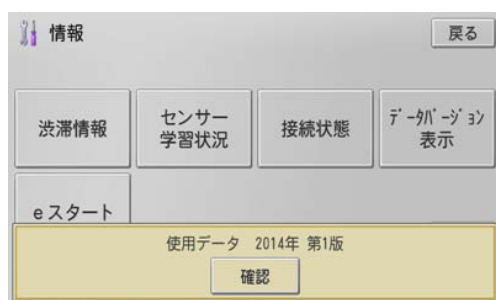 情報
戻る
渋滞情報
センサー
学習状況
接続状態
ﾃﾞｰﾀﾊﾞｰｼﾞｮﾝ
表示
eスタート
使用データ 2014年 第1版
確認